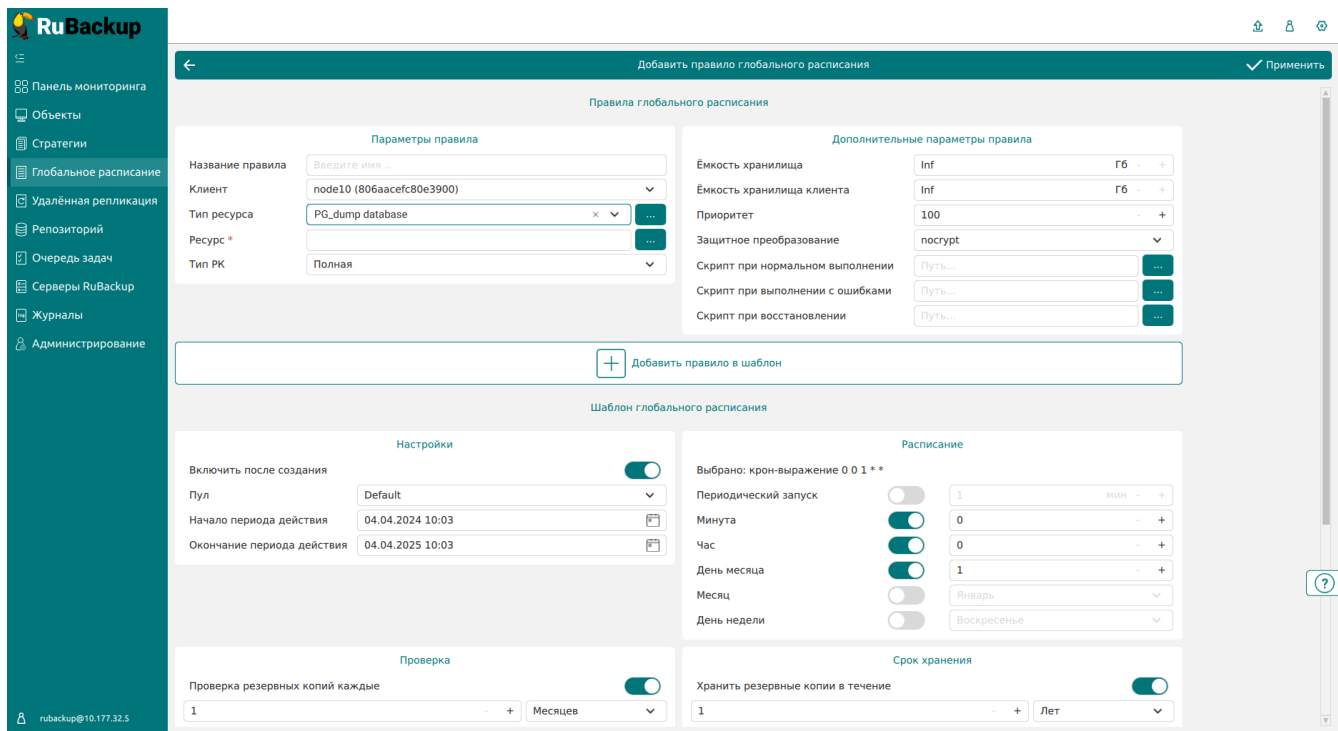 RuBackup
Панель мониторинга
Объекты
Стратегии
Глобальное расписание
Удалённая репликация
Репозиторий
Очередь задач
Серверы RuBackup
Журналы
Администрирование
rubackup@10.177.32.5
Добавить правило глобального расписания
Применить
Правила глобального расписания
Параметры правила
Название правила Введите имя ..
Клиент node10 (806aacefc80e3900)
Тип ресурса PG_dump database × ...
Ресурс * ...
Тип РК Полная
Дополнительные параметры правила
Ёмкость хранилища Inf Гб - +
Ёмкость хранилища клиента Inf Гб - +
Приоритет 100 - +
Защитное преобразование nocrypt
Скрипт при нормальном выполнении Путь... ...
Скрипт при выполнении с ошибками Путь... ...
Скрипт при восстановлении Путь... ...
+ Добавить правило в шаблон
Шаблон глобального расписания
Настройки
Включить после создания
Пул Default
Начало периода действия 04.04.2024 10:03
Окончание периода действия 04.04.2025 10:03
Расписание
Выбрано: крон-выражение 0 0 1 * *
Периодический запуск 1 мин - +
Минута 0 - +
Час 0 - +
День месяца 1 - +
Месяц Январь
День недели Воскресенье
?
Проверка
Проверка резервных копий каждые
1 - + Месяцев
Срок хранения
Хранить резервные копии в течение
1 - + Лет